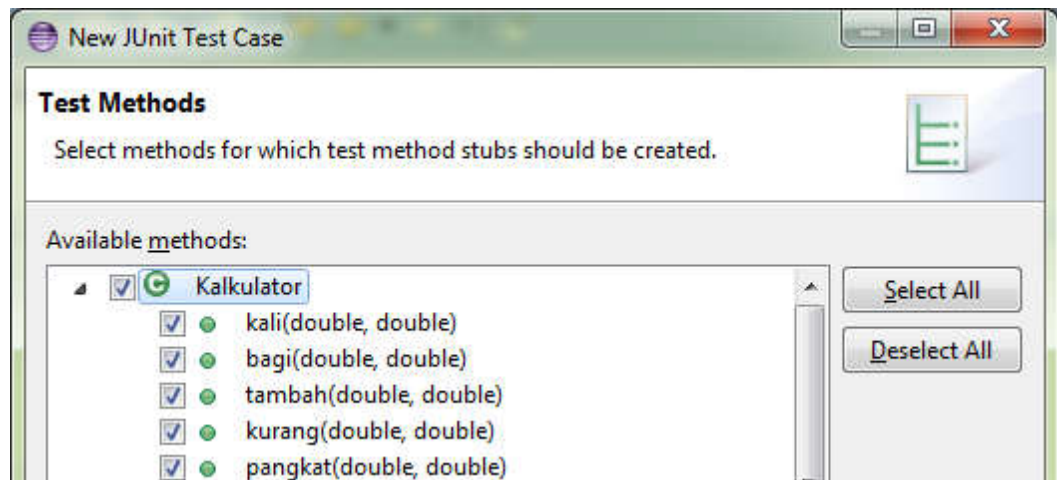 New JUnit Test Case
Test Methods
Select methods for which test method stubs should be created.
Available methods:
Kalkulator
kali(double, double)
bagi(double, double)
tambah(double, double)
kurang(double, double)
pangkat(double, double)
Select All
Deselect All